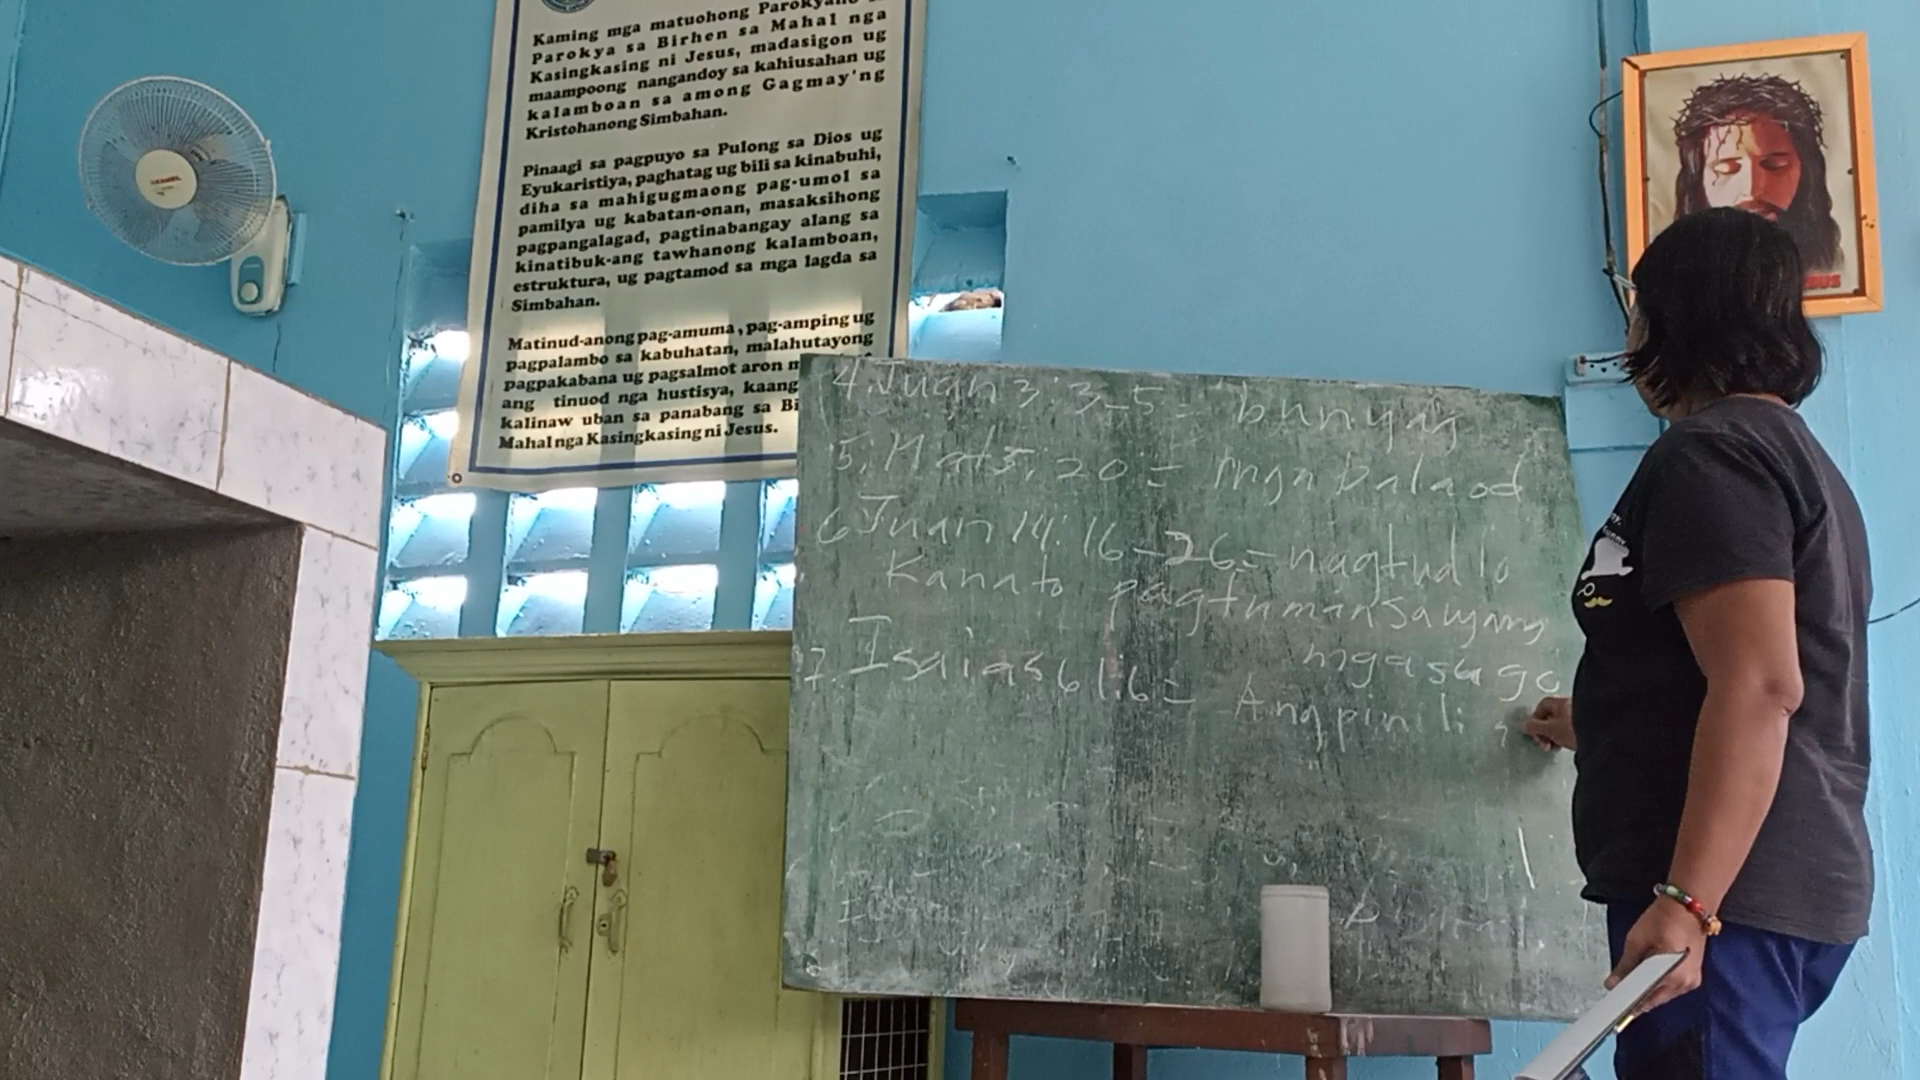 Kaming mga matuohong
Parokya sa Birhen sa Mahal nga
Kasingkasing ni Jesus, madasigon ug
maampoong nangandoy sa kahiusahan ug
kalamboan sa among Gagmay'ng
Kristohanong Simbahan.
Pinaagi sa pagpuyo sa Pulong sa Dios ug
Eyukaristiya, paghatag ug bili sa kinabuhi,
diha sa mahigugmaong pag-umol sa
pamilya ug kabatan-onan, masaksihong
pagpangalagad, pagtinabangay alang sa
kinatibuk-ang tawhanong kalamboan,
estruktura, ug pagtamod sa mga lagda sa
Simbahan.
Matinud-anong pag-amuma, pag-amping ug
pagpalambo sa kabuhatan, malahutayong
pagpakabana ug pagsalmot aron
ang tinuod nga hustisya,
kalinaw uban sa panabang sa
Mahal nga Kasingkasing ni Jesus.
4. Juan 3:3-5 = bunyag
5. Mat 5:20 = mga balaod
6 Juan 14:16-26 = nagtudlo
kanato pagtuman sa iyang
mga sugo
7. Isaias 61:6 = Ang pinili